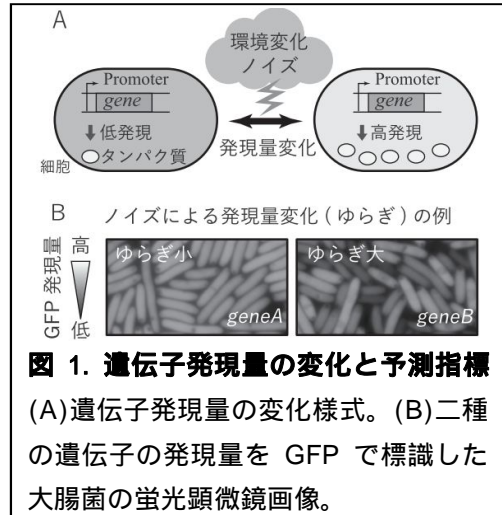 A
環境変化
ノイズ
Promoter
gene
低発現
タンパク質
細胞
発現量変化
Promoter
gene
高発現
B ノイズによる発現量変化(ゆらぎ)の例
GFP 発現量
高
低
ゆらぎ小
geneA
ゆらぎ大
geneB
図 1. 遺伝子発現量の変化と予測指標
(A)遺伝子発現量の変化様式。(B)二種
の遺伝子の発現量を GFP で標識した
大腸菌の蛍光顕微鏡画像。